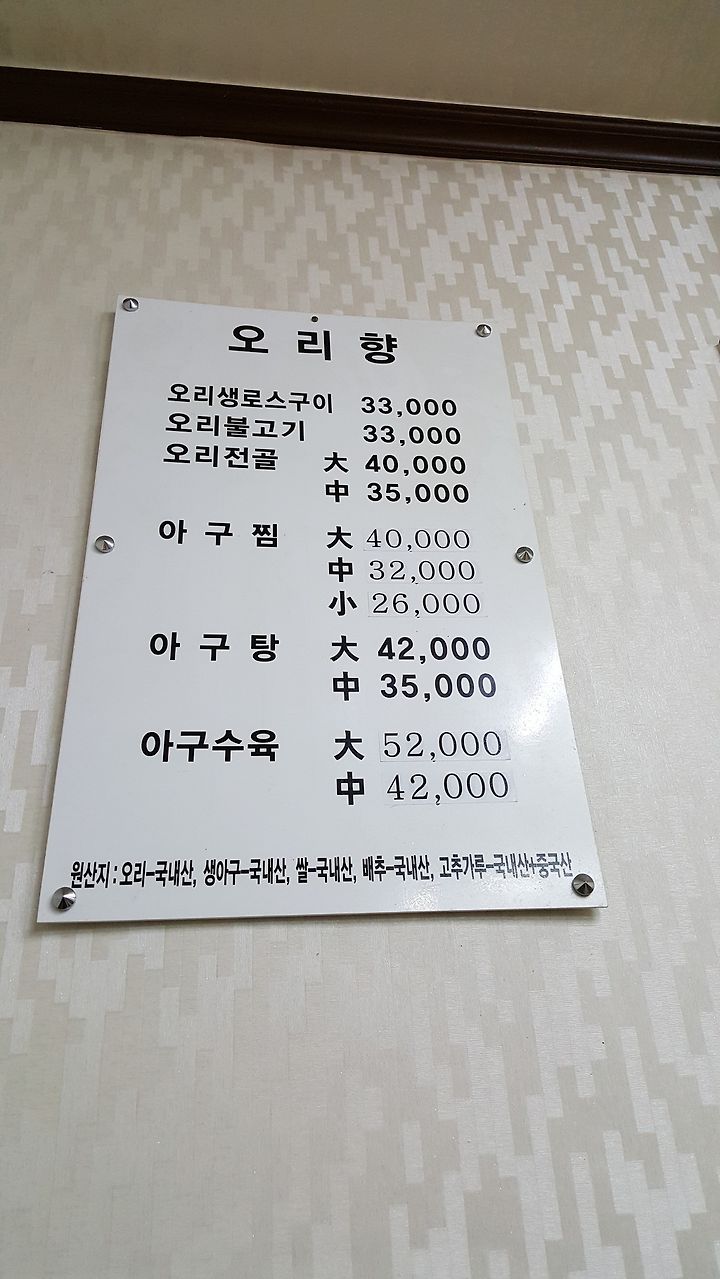 오리향
오리생로스구이 33,000
오리불고기 33,000
오리전골 大 40,000
中 35,000
아구찜 大 40,000
中 32,000
小 26,000
아구탕 大 42,000
中 35,000
아구수육 大 52,000
中 42,000
원산지 : 오리-국내산, 생아구-국내산, 쌀-국내산, 배추-국내산, 고추가루-국내산+중국산